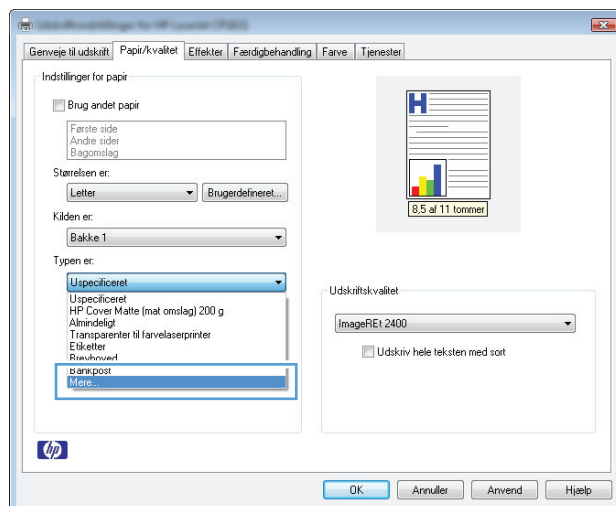 Genveje til udskrift Papir/kvalitet Effekter Færdigbehandling Farve Tjenester
Indstillinger for papir
Brug andet papir
Første side
Andre sider
Bagomslag
Størrelsen er:
Letter Brugerdefineret...
Kilden er:
Bakke 1
Typen er:
Uspecificeret
Uspecificeret
HP Cover Matte (mat omslag) 200 g
Almindeligt
Transparenter til farvelaserprinter
Etiketter
Brevhoved
Bankpost
Mere...
H
8,5 af 11 tommer
Udskriftskvalitet
ImageREt 2400
Udskriv hele teksten med sort
hp
OK Annuller Anvend Hjælp